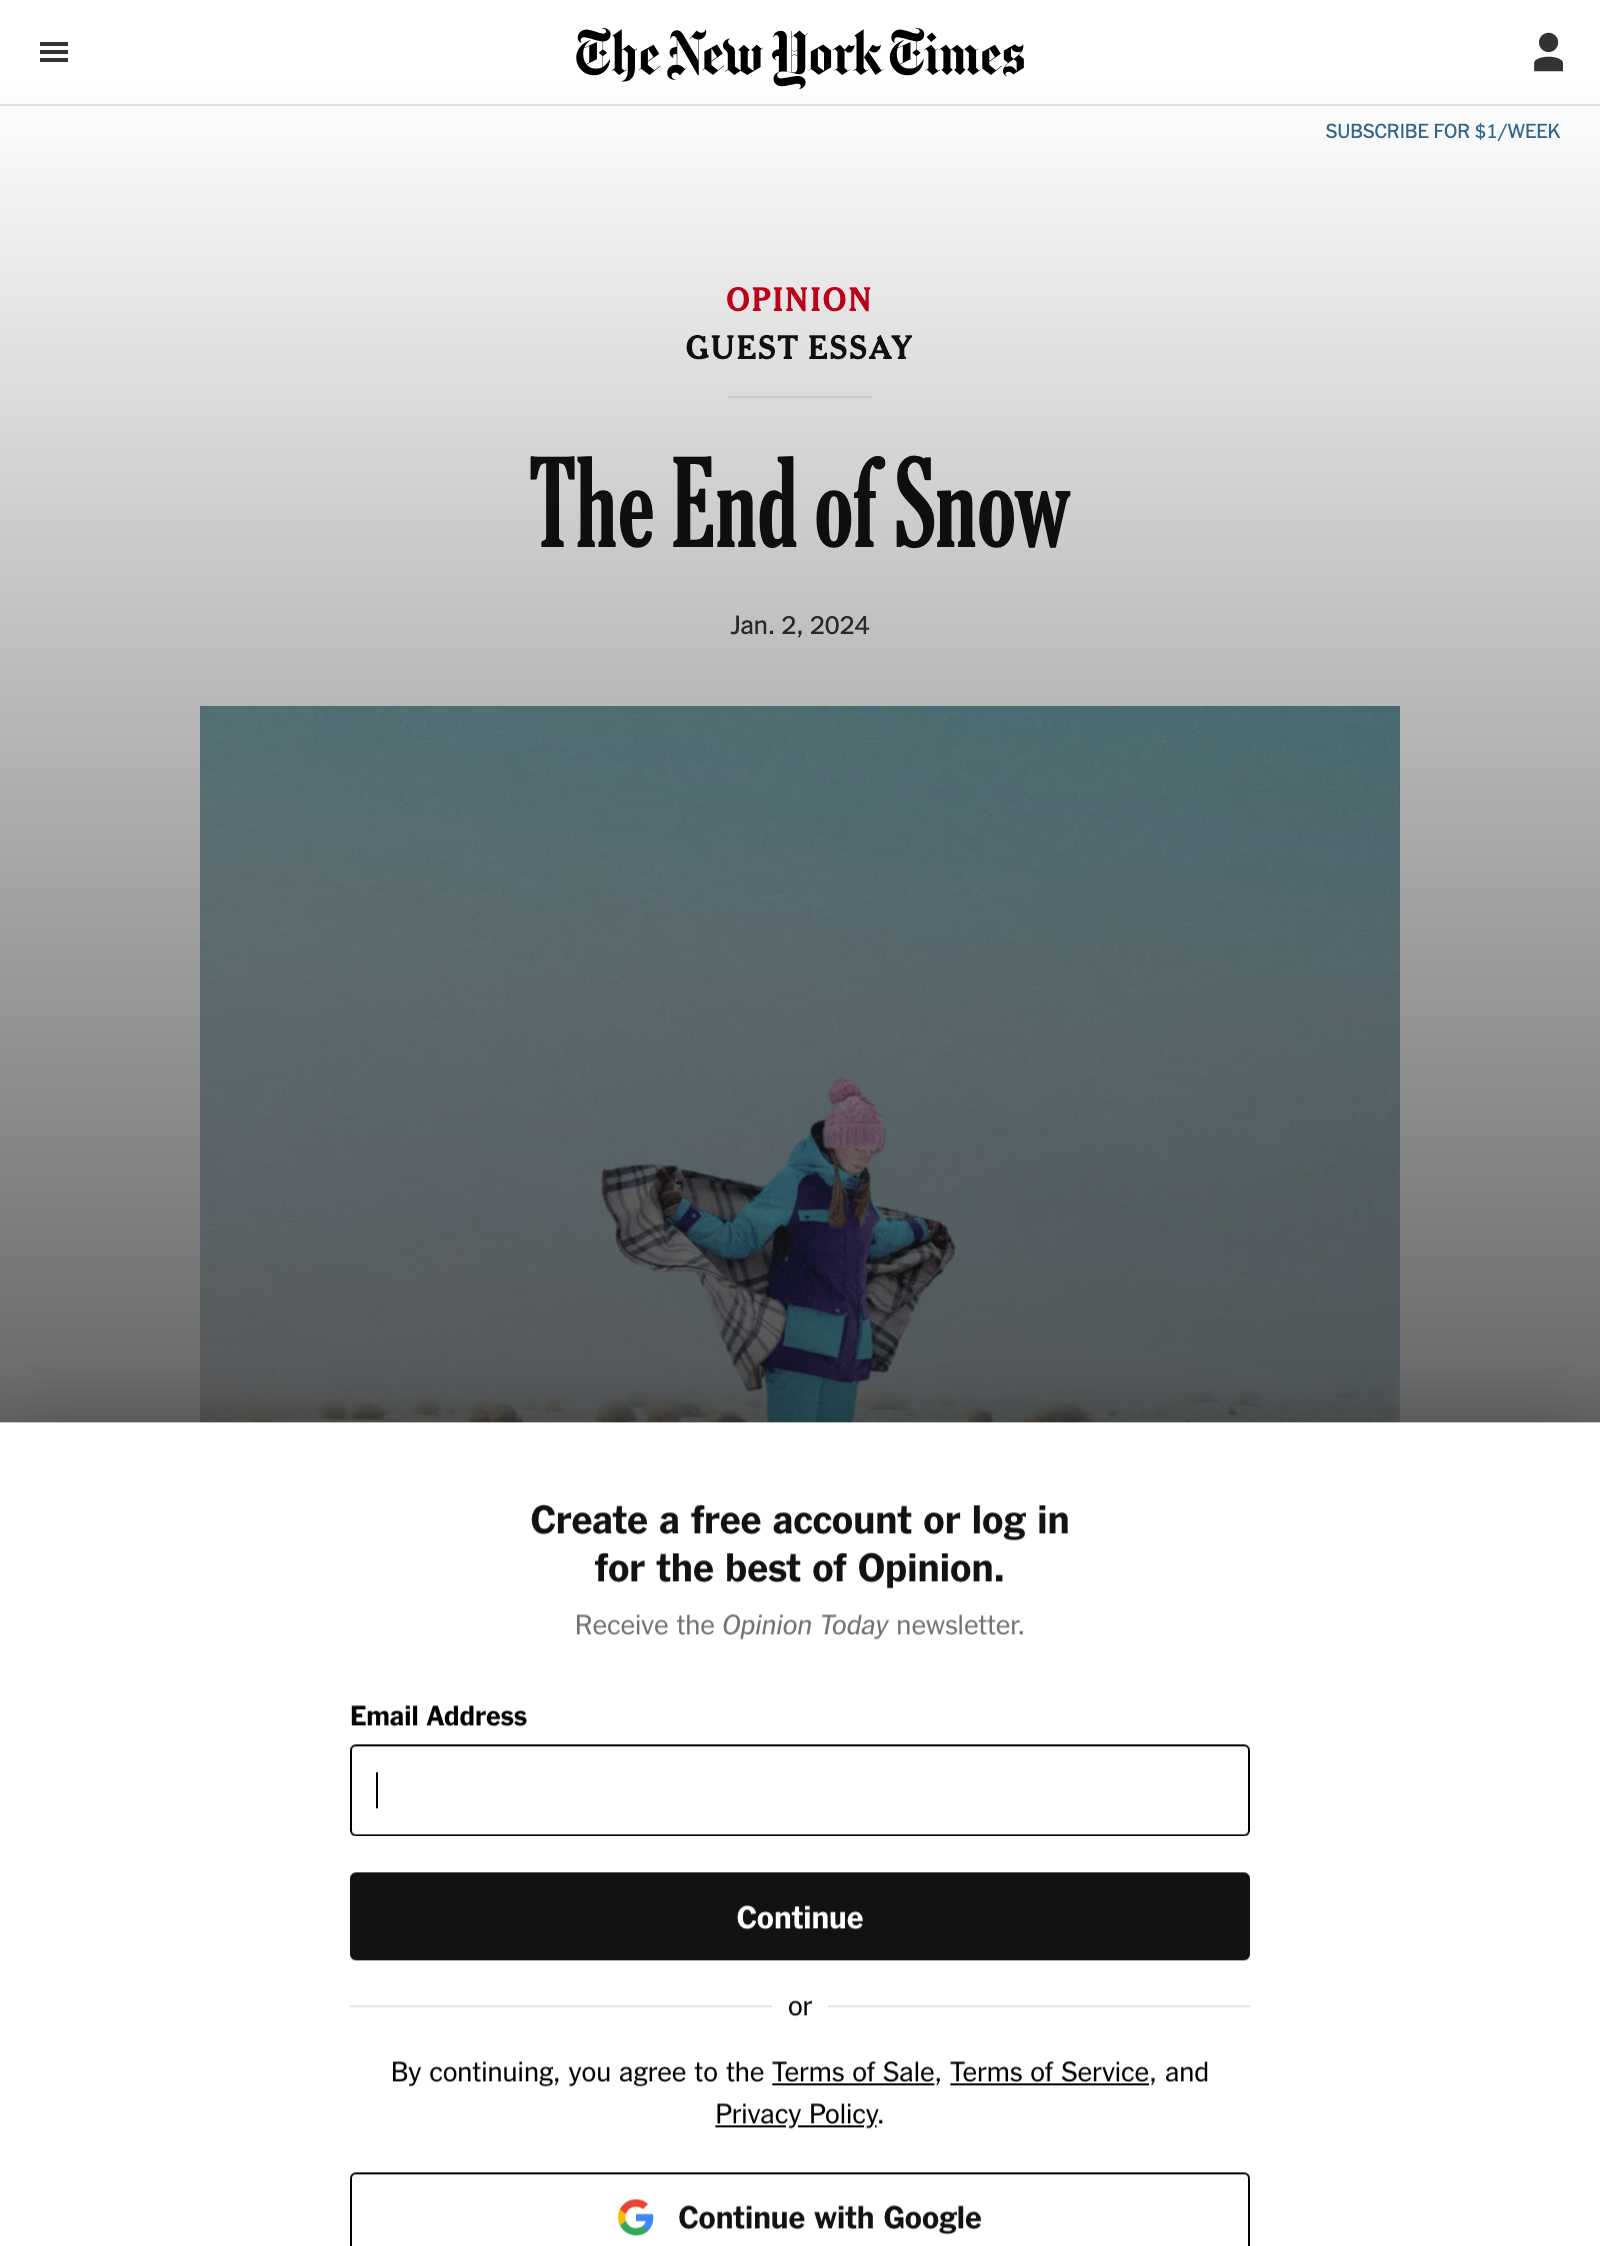 The New York Times
SUBSCRIBE FOR $1/WEEK
OPINION
GUEST ESSAY
The End of Snow
Jan. 2, 2024
Create a free account or log in
for the best of Opinion.
Receive the Opinion Today newsletter.
Email Address
Continue
or
By continuing, you agree to the Terms of Sale, Terms of Service, and
Privacy Policy.
Continue with Google